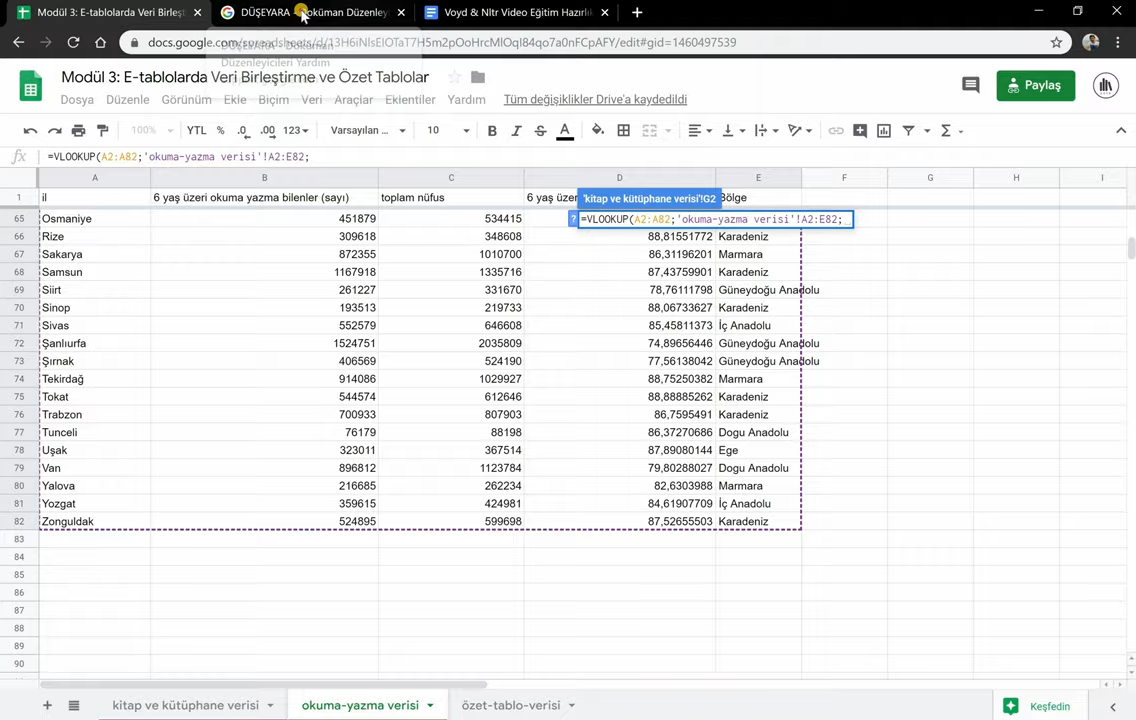 Modül 3: E-tablolarda Veri Birleşt
DÜŞEYARA - Doküman Düzenley
Voyd & Nltr Video Eğitim Hazırlık
docs.google.com/spreadsheets/d/13H6iNlsElOTaT7H5m2pOoHrcMlOql84qo7a0nFCpAFY/edit#gid=1460497539
DÜŞEYARA - Doküman
Düzenleyicileri Yardım
Modül 3: E-tablolarda Veri Birleştirme ve Özet Tablolar
Paylaş
Dosya Düzenle Görünüm Ekle Biçim Veri Araçlar Eklentiler Yardım Tüm değişiklikler Drive'a kaydedildi
100% YTL % .0 .00 123 Varsayılan ... 10 B I S A Σ
fx =VLOOKUP(A2:A82;'okuma-yazma verisi'!A2:E82;
A B C D E F G H I
1 il 6 yaş üzeri okuma yazma bilenler (sayı) toplam nüfus 6 yaş üzer 'kitap ve kütüphane verisi'!G2 Bölge
65 Osmaniye 451879 534415 ? =VLOOKUP(A2:A82;'okuma-yazma verisi'!A2:E82;
66 Rize 309618 348608 88,81551772 Karadeniz
67 Sakarya 872355 1010700 86,31196201 Marmara
68 Samsun 1167918 1335716 87,43759901 Karadeniz
69 Siirt 261227 331670 78,76111798 Güneydoğu Anadolu
70 Sinop 193513 219733 88,06733627 Karadeniz
71 Sivas 552579 646608 85,45811373 İç Anadolu
72 Şanlıurfa 1524751 2035809 74,89656446 Güneydoğu Anadolu
73 Şırnak 406569 524190 77,56138042 Güneydoğu Anadolu
74 Tekirdağ 914086 1029927 88,75250382 Marmara
75 Tokat 544574 612646 88,88885262 Karadeniz
76 Trabzon 700933 807903 86,7595491 Karadeniz
77 Tunceli 76179 88198 86,37270686 Dogu Anadolu
78 Uşak 323011 367514 87,89080144 Ege
79 Van 896812 1123784 79,80288027 Dogu Anadolu
80 Yalova 216685 262234 82,6303988 Marmara
81 Yozgat 359615 424981 84,61907709 İç Anadolu
82 Zonguldak 524895 599698 87,52655503 Karadeniz
83
84
85
86
87
88
89
90
kitap ve kütüphane verisi okuma-yazma verisi özet-tablo-verisi Keşfedin